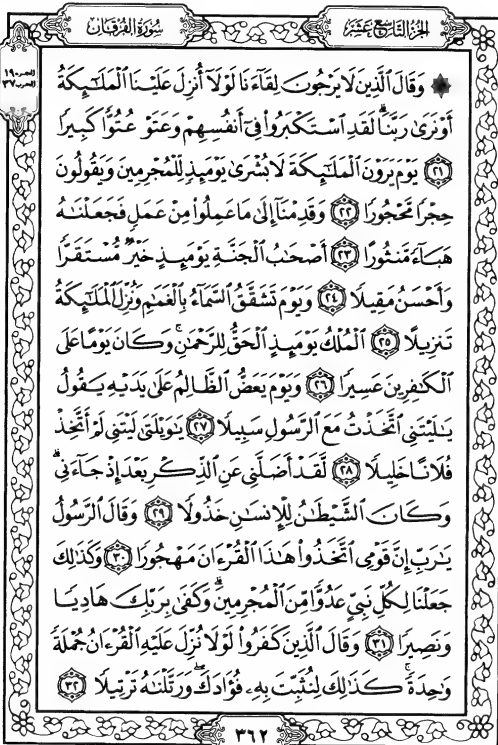 الجزء التاسع عشر
سورة الفرقان
الجزء ١٩
الحزب ٣٧
وَقَالَ ٱلَّذِينَ لَا يَرْجُونَ لِقَآءَنَا لَوْلَآ أُنزِلَ عَلَيْنَا ٱلْمَلَٰٓئِكَةُ
أَوْ نَرَىٰ رَبَّنَاۗ لَقَدِ ٱسْتَكْبَرُوا۟ فِىٓ أَنفُسِهِمْ وَعَتَوْ عُتُوًّا كَبِيرًا
٢١ يَوْمَ يَرَوْنَ ٱلْمَلَٰٓئِكَةَ لَا بُشْرَىٰ يَوْمَئِذٍ لِّلْمُجْرِمِينَ وَيَقُولُونَ
حِجْرًا مَّحْجُورًا ٢٢ وَقَدِمْنَآ إِلَىٰ مَا عَمِلُوا۟ مِنْ عَمَلٍ فَجَعَلْنَٰهُ
هَبَآءً مَّنثُورًا ٢٣ أَصْحَٰبُ ٱلْجَنَّةِ يَوْمَئِذٍ خَيْرٌ مُّسْتَقَرًّا
وَأَحْسَنُ مَقِيلًا ٢٤ وَيَوْمَ تَشَقَّقُ ٱلسَّمَآءُ بِٱلْغَمَٰمِ وَنُزِّلَ ٱلْمَلَٰٓئِكَةُ
تَنزِيلًا ٢٥ ٱلْمُلْكُ يَوْمَئِذٍ ٱلْحَقُّ لِلرَّحْمَٰنِۚ وَكَانَ يَوْمًا عَلَى
ٱلْكَٰفِرِينَ عَسِيرًا ٢٦ وَيَوْمَ يَعَضُّ ٱلظَّالِمُ عَلَىٰ يَدَيْهِ يَقُولُ
يَٰلَيْتَنِى ٱتَّخَذْتُ مَعَ ٱلرَّسُولِ سَبِيلًا ٢٧ يَٰوَيْلَتَىٰ لَيْتَنِى لَمْ أَتَّخِذْ
فُلَانًا خَلِيلًا ٢٨ لَّقَدْ أَضَلَّنِى عَنِ ٱلذِّكْرِ بَعْدَ إِذْ جَآءَنِىۗ
وَكَانَ ٱلشَّيْطَٰنُ لِلْإِنسَٰنِ خَذُولًا ٢٩ وَقَالَ ٱلرَّسُولُ
يَٰرَبِّ إِنَّ قَوْمِى ٱتَّخَذُوا۟ هَٰذَا ٱلْقُرْءَانَ مَهْجُورًا ٣٠ وَكَذَٰلِكَ
جَعَلْنَا لِكُلِّ نَبِىٍّ عَدُوًّا مِّنَ ٱلْمُجْرِمِينَۗ وَكَفَىٰ بِرَبِّكَ هَادِيًا
وَنَصِيرًا ٣١ وَقَالَ ٱلَّذِينَ كَفَرُوا۟ لَوْلَا نُزِّلَ عَلَيْهِ ٱلْقُرْءَانُ جُمْلَةً
وَٰحِدَةًۚ كَذَٰلِكَ لِنُثَبِّتَ بِهِۦ فُؤَادَكَۖ وَرَتَّلْنَٰهُ تَرْتِيلًا ٣٢
٣٦٢